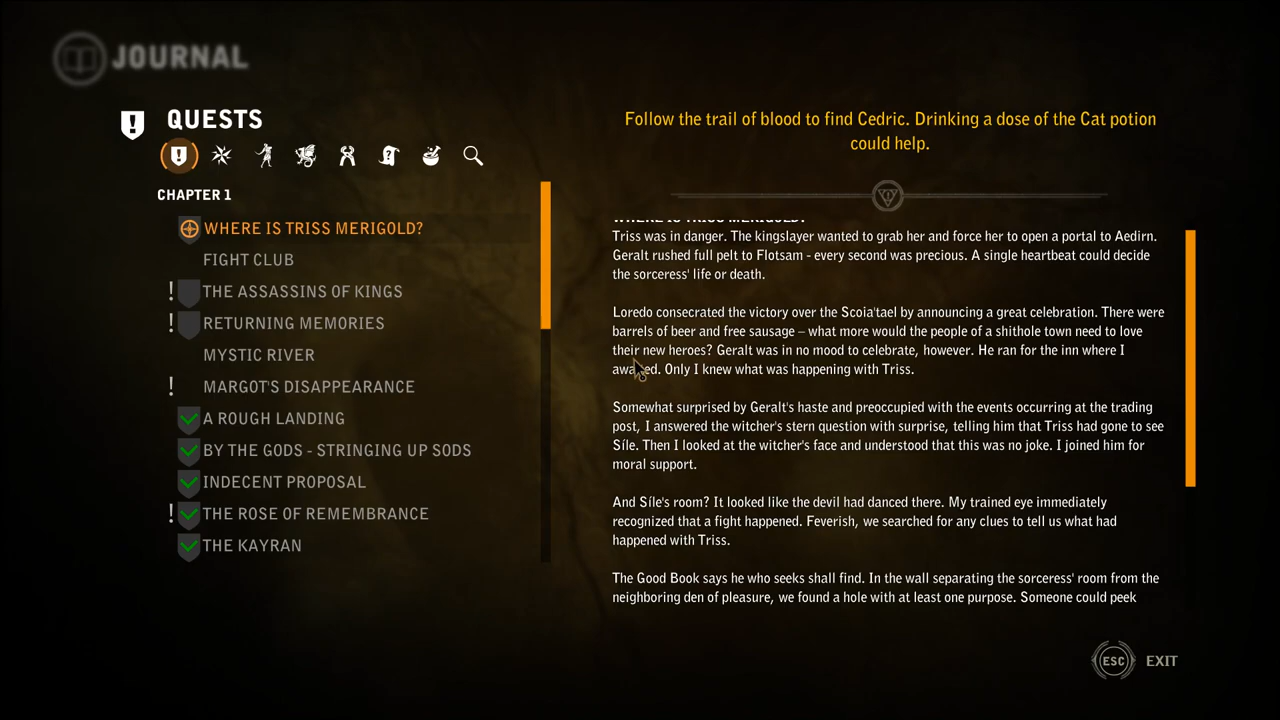 JOURNAL
QUESTS
CHAPTER 1
WHERE IS TRISS MERIGOLD?
FIGHT CLUB
! THE ASSASSINS OF KINGS
! RETURNING MEMORIES
MYSTIC RIVER
! MARGOT'S DISAPPEARANCE
A ROUGH LANDING
BY THE GODS - STRINGING UP SODS
INDECENT PROPOSAL
! THE ROSE OF REMEMBRANCE
THE KAYRAN
Follow the trail of blood to find Cedric. Drinking a dose of the Cat potion
could help.
WHERE IS TRISS MERIGOLD?
Triss was in danger. The kingslayer wanted to grab her and force her to open a portal to Aedirn.
Geralt rushed full pelt to Flotsam - every second was precious. A single heartbeat could decide
the sorceress' life or death.
Loredo consecrated the victory over the Scoia'tael by announcing a great celebration. There were
barrels of beer and free sausage – what more would the people of a shithole town need to love
their new heroes? Geralt was in no mood to celebrate, however. He ran for the inn where I
awaited. Only I knew what was happening with Triss.
Somewhat surprised by Geralt's haste and preoccupied with the events occurring at the trading
post, I answered the witcher's stern question with surprise, telling him that Triss had gone to see
Síle. Then I looked at the witcher's face and understood that this was no joke. I joined him for
moral support.
And Síle's room? It looked like the devil had danced there. My trained eye immediately
recognized that a fight happened. Feverish, we searched for any clues to tell us what had
happened with Triss.
The Good Book says he who seeks shall find. In the wall separating the sorceress' room from the
neighboring den of pleasure, we found a hole with at least one purpose. Someone could peek
ESC EXIT